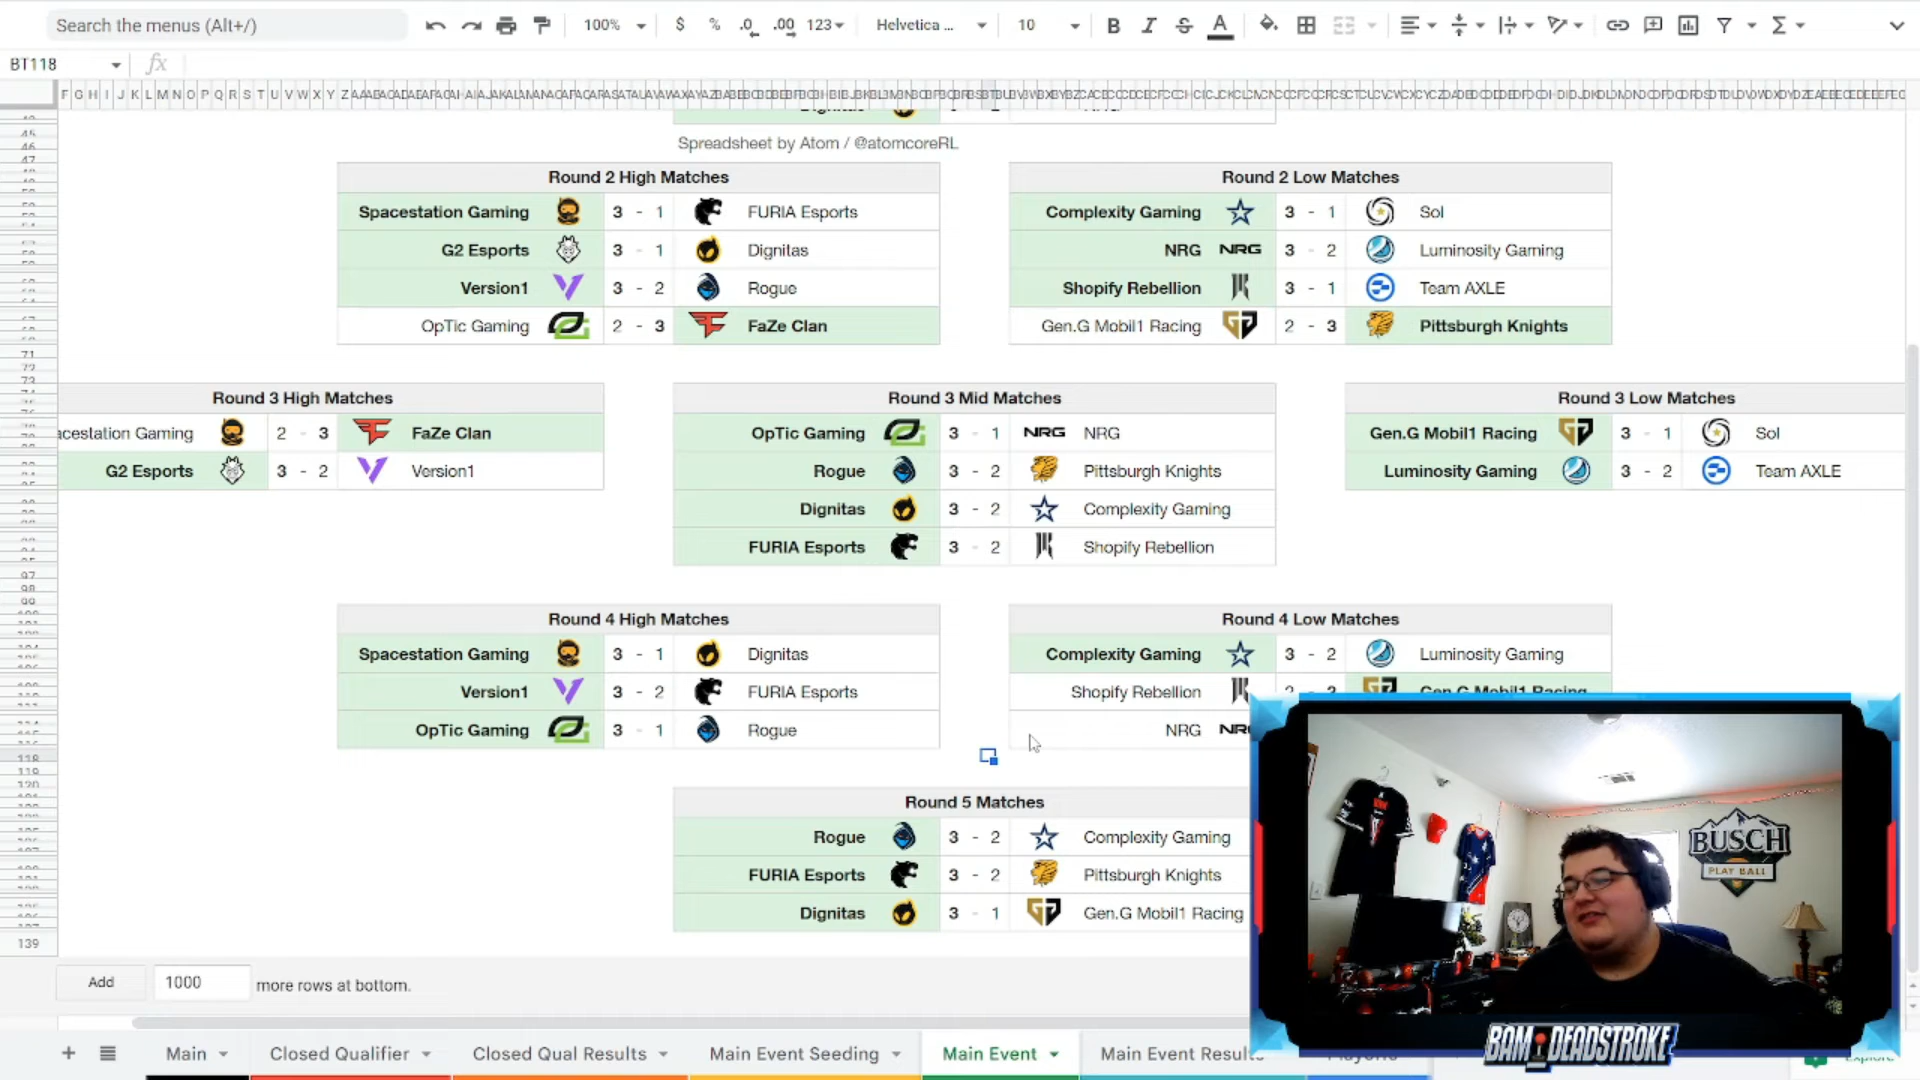 Search the menus (Alt+/)
100%
$ % .0 .00 123
Helvetica ...
10
B I S A
BT118
fx
Spreadsheet by Atom / @atomcoreRL
Round 2 High Matches
Spacestation Gaming 3 - 1 FURIA Esports
G2 Esports 3 - 1 Dignitas
Version1 3 - 2 Rogue
OpTic Gaming 2 - 3 FaZe Clan
Round 2 Low Matches
Complexity Gaming 3 - 1 Sol
NRG NRG 3 - 2 Luminosity Gaming
Shopify Rebellion 3 - 1 Team AXLE
Gen.G Mobil1 Racing 2 - 3 Pittsburgh Knights
Round 3 High Matches
acestation Gaming 2 - 3 FaZe Clan
G2 Esports 3 - 2 Version1
Round 3 Mid Matches
OpTic Gaming 3 - 1 NRG NRG
Rogue 3 - 2 Pittsburgh Knights
Dignitas 3 - 2 Complexity Gaming
FURIA Esports 3 - 2 Shopify Rebellion
Round 3 Low Matches
Gen.G Mobil1 Racing 3 - 1 Sol
Luminosity Gaming 3 - 2 Team AXLE
Round 4 High Matches
Spacestation Gaming 3 - 1 Dignitas
Version1 3 - 2 FURIA Esports
OpTic Gaming 3 - 1 Rogue
Round 4 Low Matches
Complexity Gaming 3 - 2 Luminosity Gaming
Shopify Rebellion Gen.G Mobil1 Racing
NRG
Round 5 Matches
Rogue 3 - 2 Complexity Gaming
FURIA Esports 3 - 2 Pittsburgh Knights
Dignitas 3 - 1 Gen.G Mobil1 Racing
139
Add 1000 more rows at bottom.
BUSCH
PLAY BALL
BAM DEADSTROKE
Main
Closed Qualifier
Closed Qual Results
Main Event Seeding
Main Event
Main Event Results
Explore